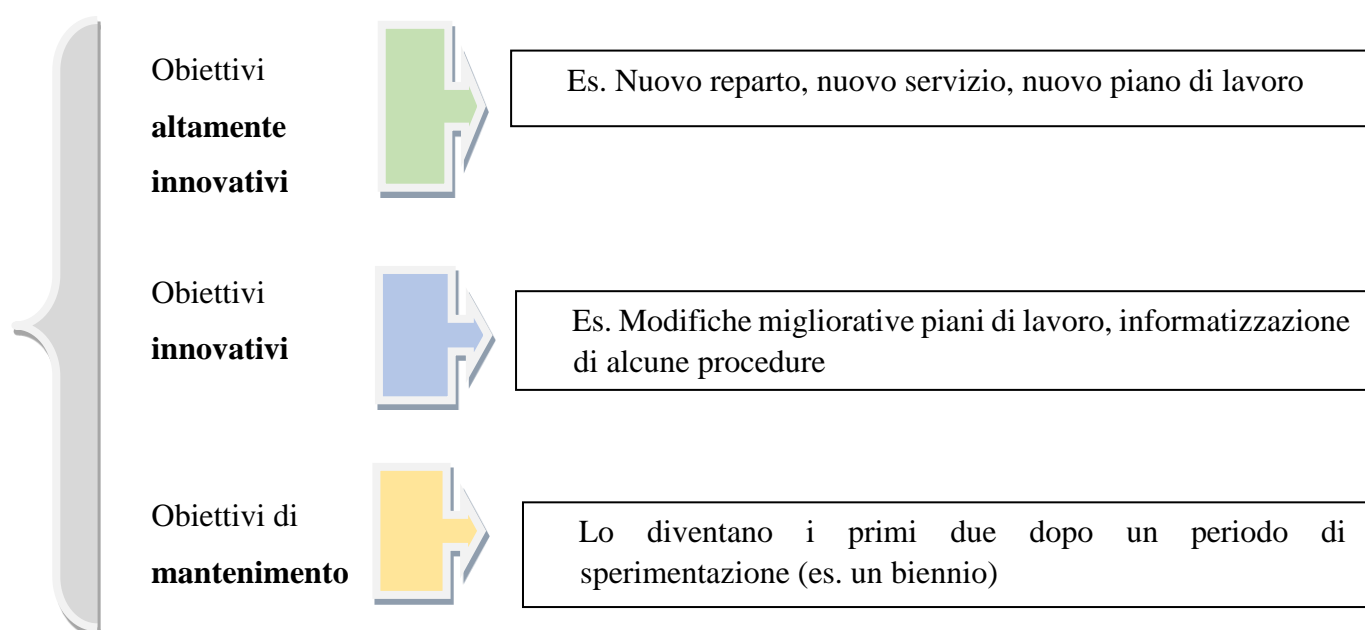 Obiettivi
altamente
innovativi
Es. Nuovo reparto, nuovo servizio, nuovo piano di lavoro
Obiettivi
innovativi
Es. Modifiche migliorative piani di lavoro, informatizzazione
di alcune procedure
Obiettivi di
mantenimento
Lo diventano i primi due dopo un periodo di
sperimentazione (es. un biennio)